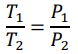 T₁/T₂ = P₁/P₂